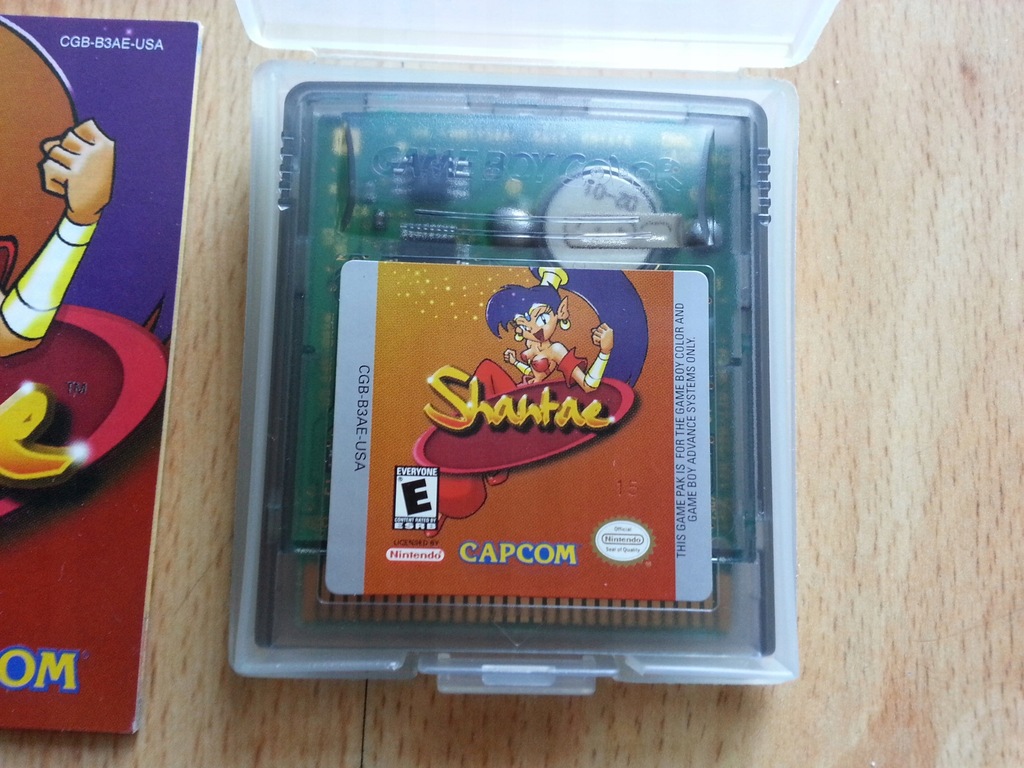 CGB-B3AE-USA
TM
e
OM
GAME BOY COLOR
10-20
Shantae
CGB-B3AE-USA
EVERYONE
E
CONTENT RATED BY
ESRB
LICENSED BY
Nintendo
CAPCOM
15
Official
Nintendo
Seal of Quality
THIS GAME PAK IS FOR THE GAME BOY COLOR AND
GAME BOY ADVANCE SYSTEMS ONLY.